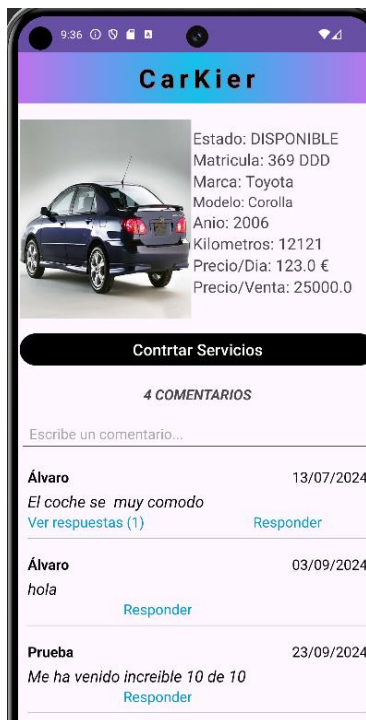 9:36
CarKier
Estado: DISPONIBLE
Matricula: 369 DDD
Marca: Toyota
Modelo: Corolla
Anio: 2006
Kilometros: 12121
Precio/Dia: 123.0 €
Precio/Venta: 25000.0
Contrtar Servicios
4 COMENTARIOS
Escribe un comentario...
Álvaro 13/07/2024
El coche se muy comodo
Ver respuestas (1) Responder
Álvaro 03/09/2024
hola
Responder
Prueba 23/09/2024
Me ha venido increible 10 de 10
Responder